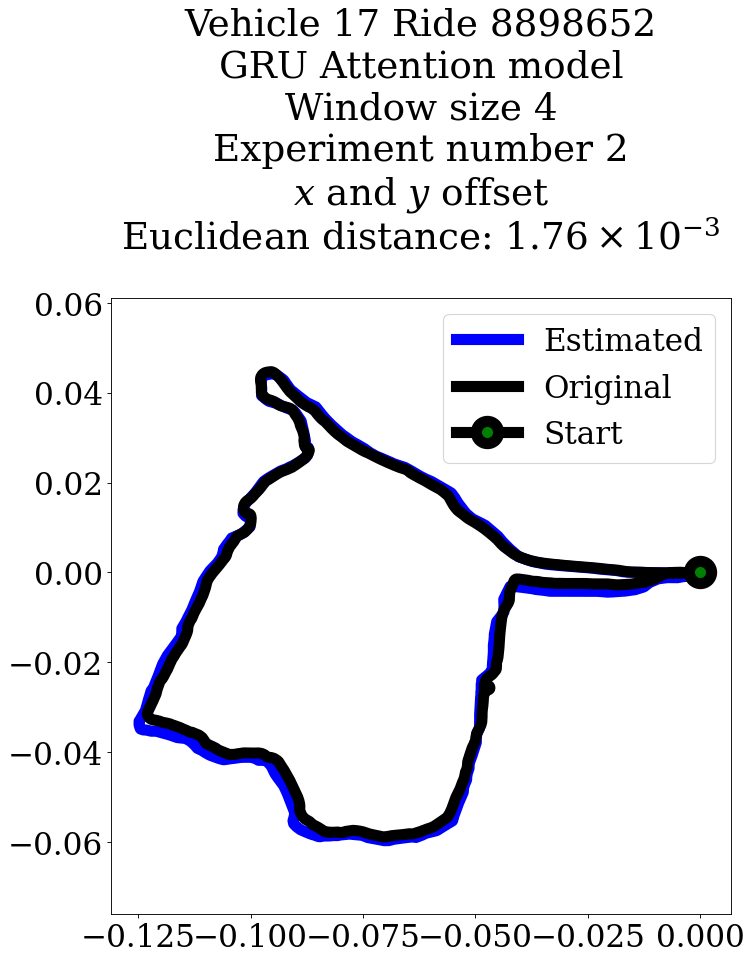 Vehicle 17 Ride 8898652
GRU Attention model
Window size 4
Experiment number 2
x and y offset
Euclidean distance: 1.76 × 10⁻³
Estimated
Original
Start
0.06
0.04
0.02
0.00
−0.02
−0.04
−0.06
−0.125 −0.100 −0.075 −0.050 −0.025 0.000